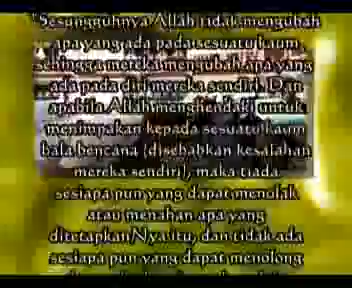 "Sesungguhnya Allah tidak mengubah
apa yang ada pada sesuatu kaum
sehingga mereka mengubah apa yang
ada pada diri mereka sendiri. Dan
apabila Allah menghendaki untuk
menimpakan kepada sesuatu kaum
bala bencana (disebabkan kesalahan
mereka sendiri), maka tiada
sesiapa pun yang dapat menolak
atau menahan apa yang
ditetapkanNya itu, dan tidak ada
sesiapa pun yang dapat menolong